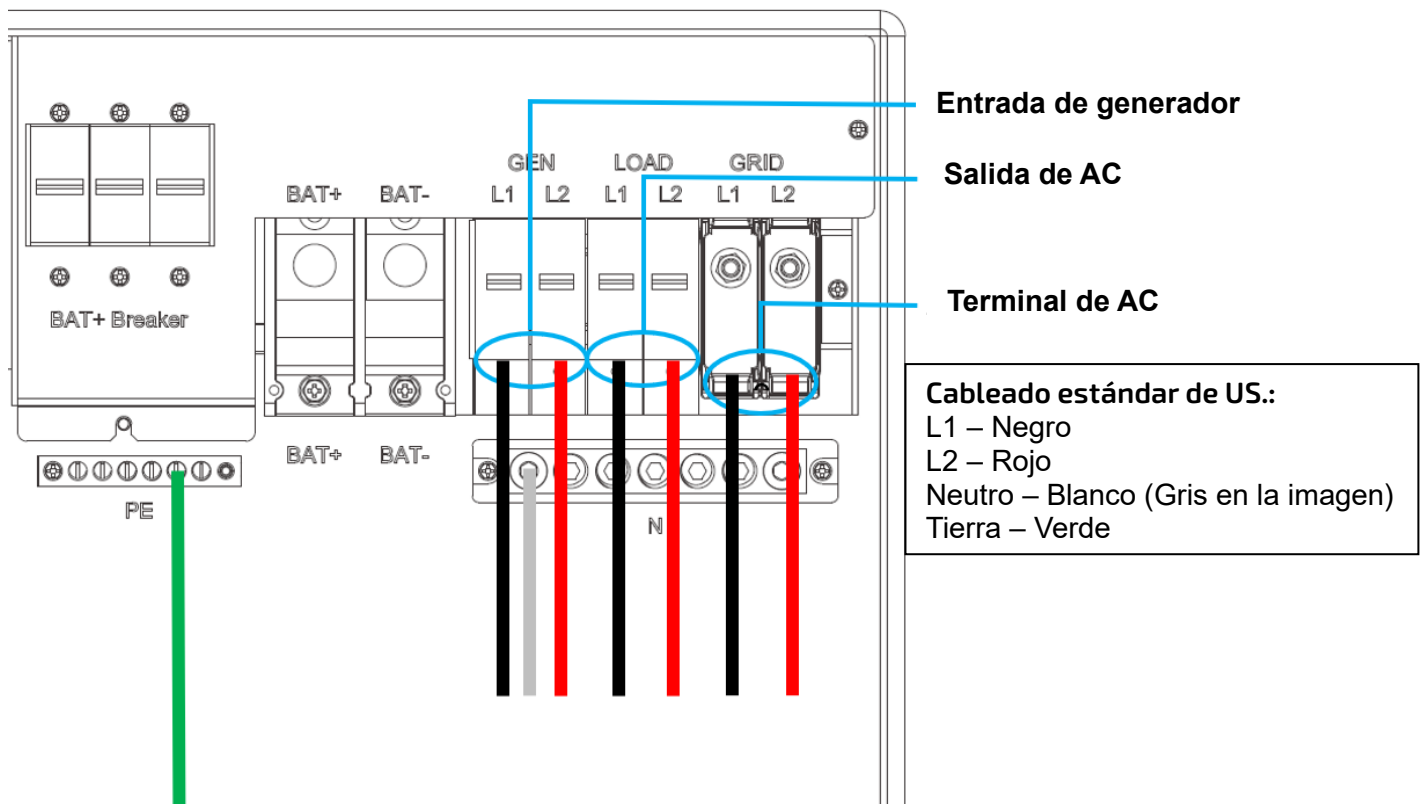 Entrada de generador
GEN LOAD GRID
Salida de AC
BAT+ BAT- L1 L2 L1 L2 L1 L2
Terminal de AC
BAT+ Breaker
Cableado estándar de US.:
L1 – Negro
L2 – Rojo
Neutro – Blanco (Gris en la imagen)
Tierra – Verde
BAT+ BAT-
PE
N